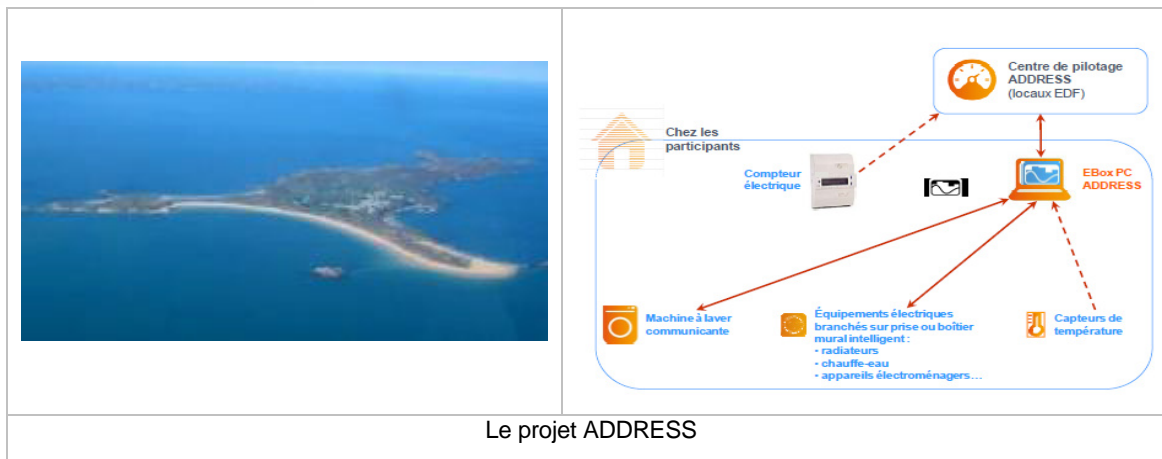 Centre de pilotage
ADDRESS
(locaux EDF)
Chez les
participants
Compteur
électrique
EBox PC
ADDRESS
Machine à laver
communicante
Équipements électriques
branchés sur prise ou boîtier
mural intelligent :
- radiateurs
- chauffe-eau
- appareils électroménagers...
Capteurs de
température
Le projet ADDRESS